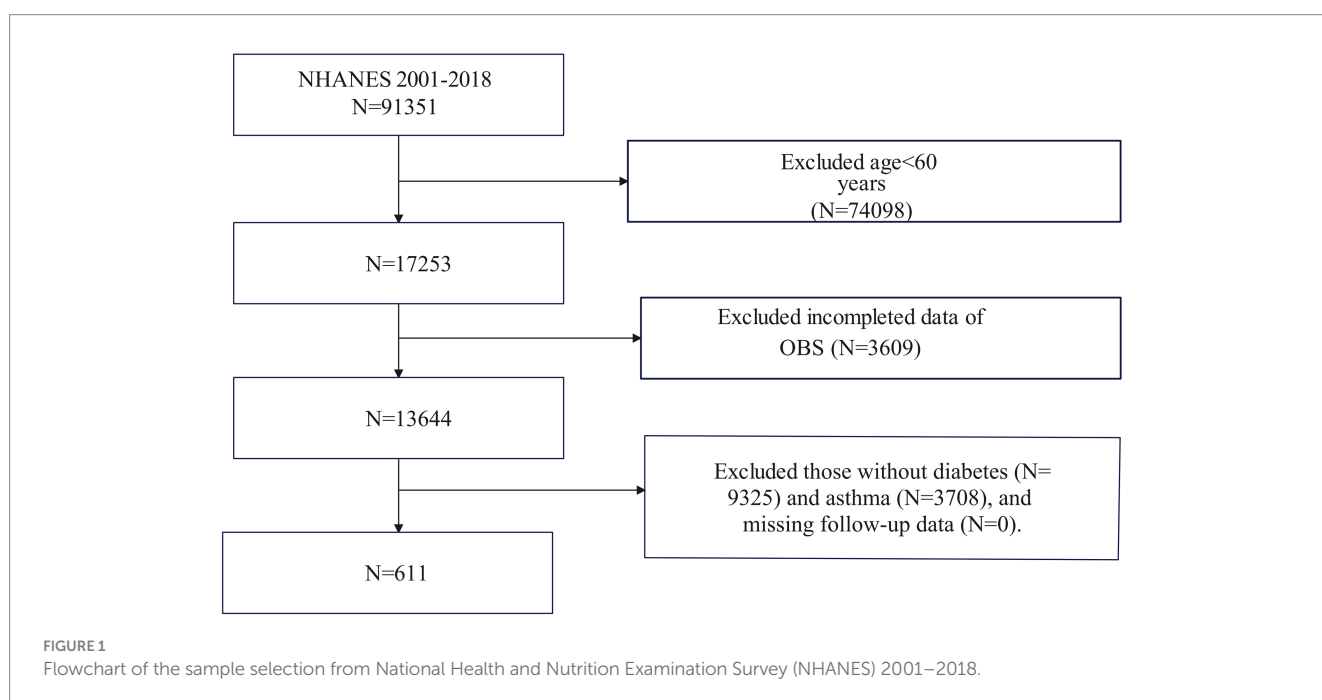 NHANES 2001-2018
N=91351
Excluded age<60
years
(N=74098)
N=17253
Excluded incompleted data of
OBS (N=3609)
N=13644
Excluded those without diabetes (N=
9325) and asthma (N=3708), and
missing follow-up data (N=0).
N=611
FIGURE 1
Flowchart of the sample selection from National Health and Nutrition Examination Survey (NHANES) 2001–2018.